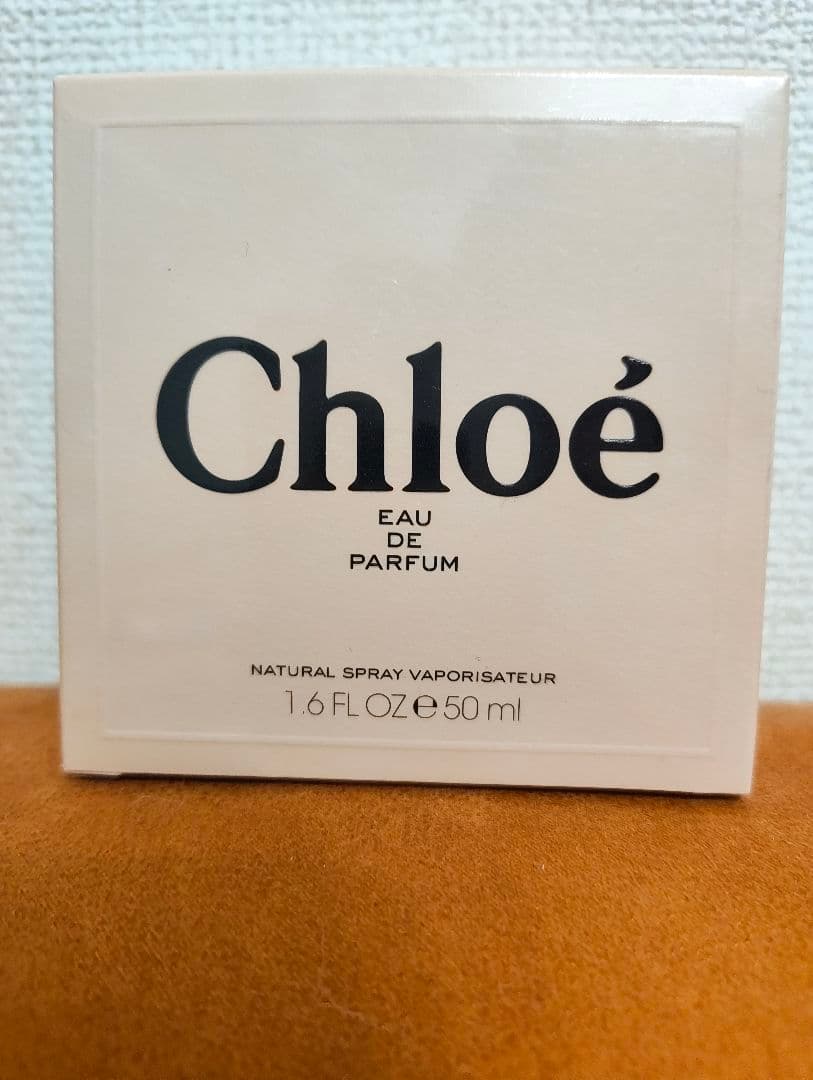 Chloé
EAU
DE
PARFUM
NATURAL SPRAY VAPORISATEUR
1.6 FL OZ ℮ 50 ml